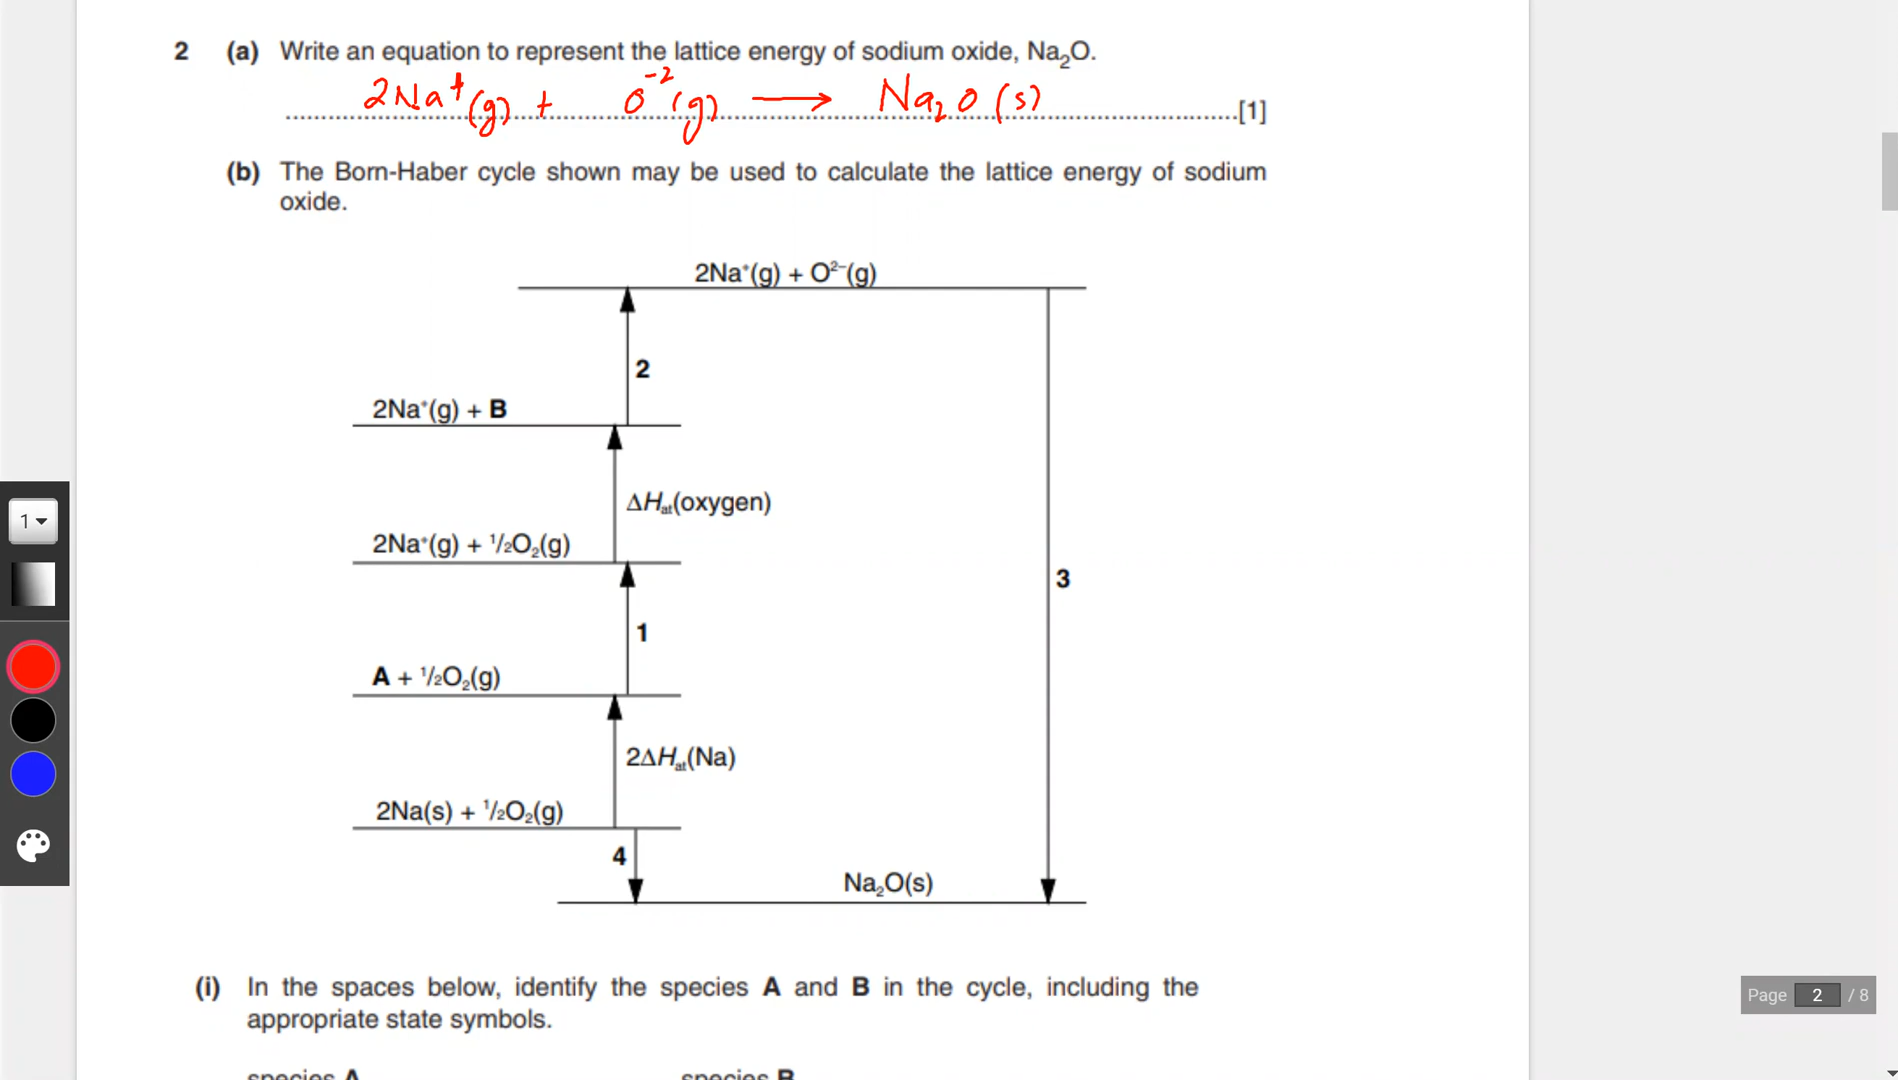 2 (a) Write an equation to represent the lattice energy of sodium oxide, Na₂O.
2Na⁺(g) + O⁻²(g) → Na₂O (s)
[1]
(b) The Born-Haber cycle shown may be used to calculate the lattice energy of sodium
oxide.
2Na⁺(g) + O²⁻(g)
2
2Na⁺(g) + B
ΔHat(oxygen)
2Na⁺(g) + ½O₂(g)
3
1
A + ½O₂(g)
2ΔHat(Na)
2Na(s) + ½O₂(g)
4
Na₂O(s)
(i) In the spaces below, identify the species A and B in the cycle, including the
appropriate state symbols.
species A species B
1
Page 2 / 8